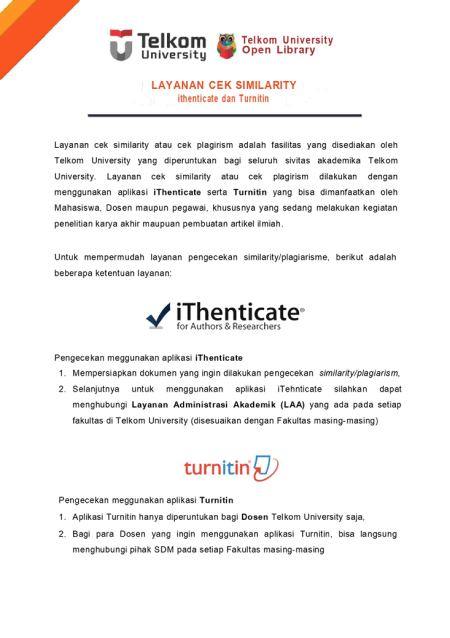 Telkom
University
Telkom University
Open Library
LAYANAN CEK SIMILARITY
ithenticate dan Turnitin
Layanan cek similarity atau cek plagirism adalah fasilitas yang disediakan oleh
Telkom University yang diperuntukan bagi seluruh sivitas akademika Telkom
University. Layanan cek similarity atau cek plagirism dilakukan dengan
menggunakan aplikasi iThenticate serta Turnitin yang bisa dimanfaatkan oleh
Mahasiswa, Dosen maupun pegawai, khususnya yang sedang melakukan kegiatan
penelitian karya akhir maupuan pembuatan artikel ilmiah.
Untuk mempermudah layanan pengecekan similarity/plagiarisme, berikut adalah
beberapa ketentuan layanan:
iThenticate®
for Authors & Researchers
Pengecekan meggunakan aplikasi iThenticate
1. Mempersiapkan dokumen yang ingin dilakukan pengecekan similarity/plagiarism,
2. Selanjutnya untuk menggunakan aplikasi iTehnticate silahkan dapat
menghubungi Layanan Administrasi Akademik (LAA) yang ada pada setiap
fakultas di Telkom University (disesuaikan dengan Fakultas masing-masing)
turnitin
Pengecekan meggunakan aplikasi Turnitin
1. Aplikasi Turnitin hanya diperuntukan bagi Dosen Telkom University saja,
2. Bagi para Dosen yang ingin menggunakan aplikasi Turnitin, bisa langsung
menghubungi pihak SDM pada setiap Fakultas masing-masing